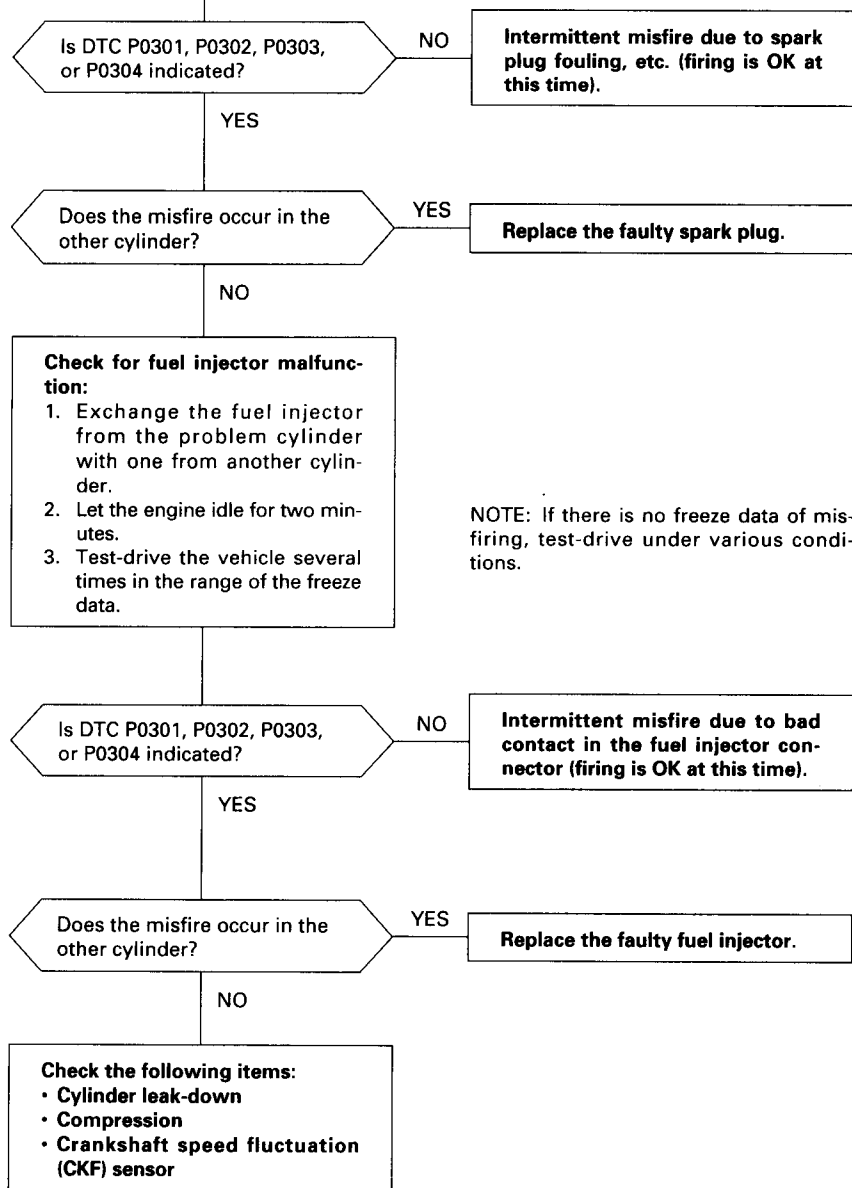 Is DTC P0301, P0302, P0303,
or P0304 indicated?
NO
Intermittent misfire due to spark
plug fouling, etc. (firing is OK at
this time).
YES
Does the misfire occur in the
other cylinder?
YES
Replace the faulty spark plug.
NO
Check for fuel injector malfunc-
tion:
1. Exchange the fuel injector
from the problem cylinder
with one from another cylin-
der.
2. Let the engine idle for two min-
utes.
3. Test-drive the vehicle several
times in the range of the freeze
data.
NOTE: If there is no freeze data of mis-
firing, test-drive under various condi-
tions.
Is DTC P0301, P0302, P0303,
or P0304 indicated?
NO
Intermittent misfire due to bad
contact in the fuel injector con-
nector (firing is OK at this time).
YES
Does the misfire occur in the
other cylinder?
YES
Replace the faulty fuel injector.
NO
Check the following items:
• Cylinder leak-down
• Compression
• Crankshaft speed fluctuation
(CKF) sensor